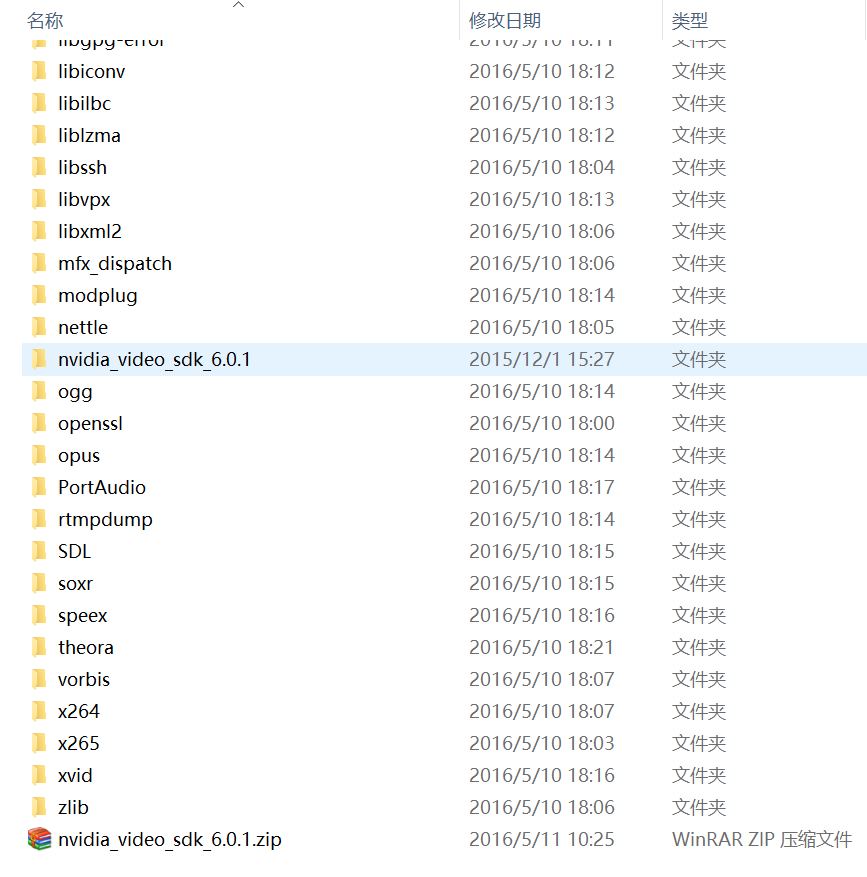 名称 修改日期 类型
libgpg-error 2016/5/10 18:11 文件夹
libiconv 2016/5/10 18:12 文件夹
libilbc 2016/5/10 18:13 文件夹
liblzma 2016/5/10 18:12 文件夹
libssh 2016/5/10 18:04 文件夹
libvpx 2016/5/10 18:13 文件夹
libxml2 2016/5/10 18:06 文件夹
mfx_dispatch 2016/5/10 18:06 文件夹
modplug 2016/5/10 18:14 文件夹
nettle 2016/5/10 18:05 文件夹
nvidia_video_sdk_6.0.1 2015/12/1 15:27 文件夹
ogg 2016/5/10 18:14 文件夹
openssl 2016/5/10 18:00 文件夹
opus 2016/5/10 18:14 文件夹
PortAudio 2016/5/10 18:17 文件夹
rtmpdump 2016/5/10 18:14 文件夹
SDL 2016/5/10 18:15 文件夹
soxr 2016/5/10 18:15 文件夹
speex 2016/5/10 18:16 文件夹
theora 2016/5/10 18:21 文件夹
vorbis 2016/5/10 18:07 文件夹
x264 2016/5/10 18:07 文件夹
x265 2016/5/10 18:03 文件夹
xvid 2016/5/10 18:16 文件夹
zlib 2016/5/10 18:06 文件夹
nvidia_video_sdk_6.0.1.zip 2016/5/11 10:25 WinRAR ZIP 压缩文件